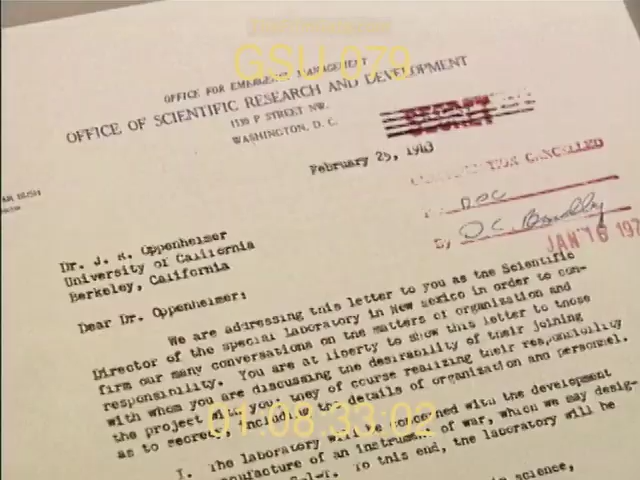 GSU 079
OFFICE FOR EMERGENCY MANAGEMENT
OFFICE OF SCIENTIFIC RESEARCH AND DEVELOPMENT
1530 P STREET NW.
WASHINGTON, D. C.
SECRET
February 25, 1943
CANCELLED
DOC
By
JAN 16 197
AR BUSH
Dr. J. R. Oppenheimer
University of California
Berkeley, California
Dear Dr. Oppenheimer:
We are addressing this letter to you as the Scientific
Director of the special laboratory in New Mexico in order to con-
firm our many conversations on the matters of organization and
responsibility. You are at liberty to show this letter to those
with whom you are discussing the desirability of their joining
the project with you; they of course realizing their responsibility
as to secrecy, including the details of organization and personnel.
I. The laboratory will be concerned with the development
nufacture of an instrument of war, which we may desig-
To this end, the laboratory will be
science,
01:08:33:02